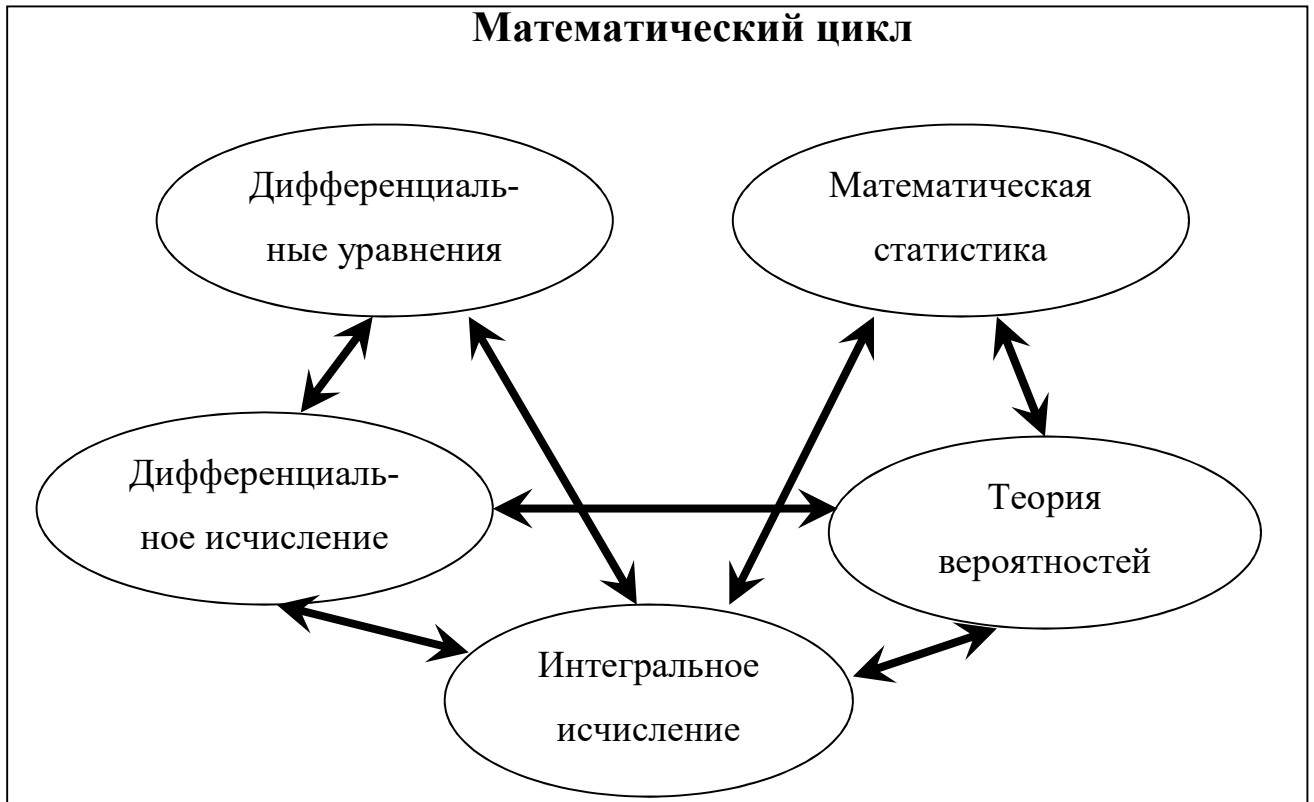 Математический цикл
Дифференциаль-
ные уравнения
Математическая
статистика
Дифференциаль-
ное исчисление
Теория
вероятностей
Интегральное
исчисление